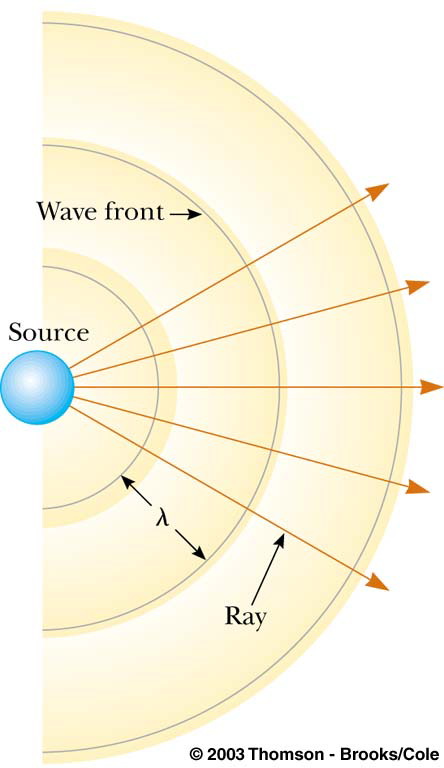 Wave front
Source
λ
Ray
© 2003 Thomson - Brooks/Cole